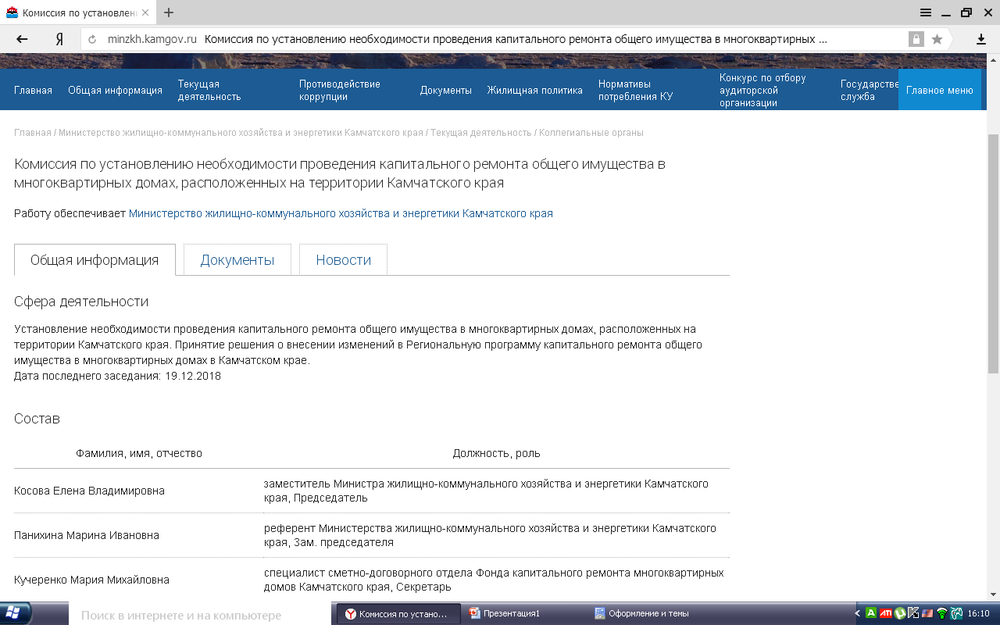 Комиссия по установлени
minzkh.kamgov.ru Комиссия по установлению необходимости проведения капитального ремонта общего имущества в многоквартирных ...
Главная
Общая информация
Текущая
деятельность
Противодействие
коррупции
Документы
Жилищная политика
Нормативы
потребления КУ
Конкурс по отбору
аудиторской
организации
Государстве
служба
Главное меню
Главная / Министерство жилищно-коммунального хозяйства и энергетики Камчатского края / Текущая деятельность / Коллегиальные органы
Комиссия по установлению необходимости проведения капитального ремонта общего имущества в
многоквартирных домах, расположенных на территории Камчатского края
Работу обеспечивает Министерство жилищно-коммунального хозяйства и энергетики Камчатского края
Общая информация
Документы
Новости
Сфера деятельности
Установление необходимости проведения капитального ремонта общего имущества в многоквартирных домах, расположенных на
территории Камчатского края. Принятие решения о внесении изменений в Региональную программу капитального ремонта общего
имущества в многоквартирных домах в Камчатском крае.
Дата последнего заседания: 19.12.2018
Состав
Фамилия, имя, отчество
Должность, роль
Косова Елена Владимировна
заместитель Министра жилищно-коммунального хозяйства и энергетики Камчатского
края, Председатель
Панихина Марина Ивановна
референт Министерства жилищно-коммунального хозяйства и энергетики Камчатского
края, Зам. председателя
Кучеренко Мария Михайловна
специалист сметно-договорного отдела Фонда капитального ремонта многоквартирных
домов Камчатского края, Секретарь
Поиск в интернете и на компьютере
Комиссия по устано...
Презентация1
Оформление и темы
16:10